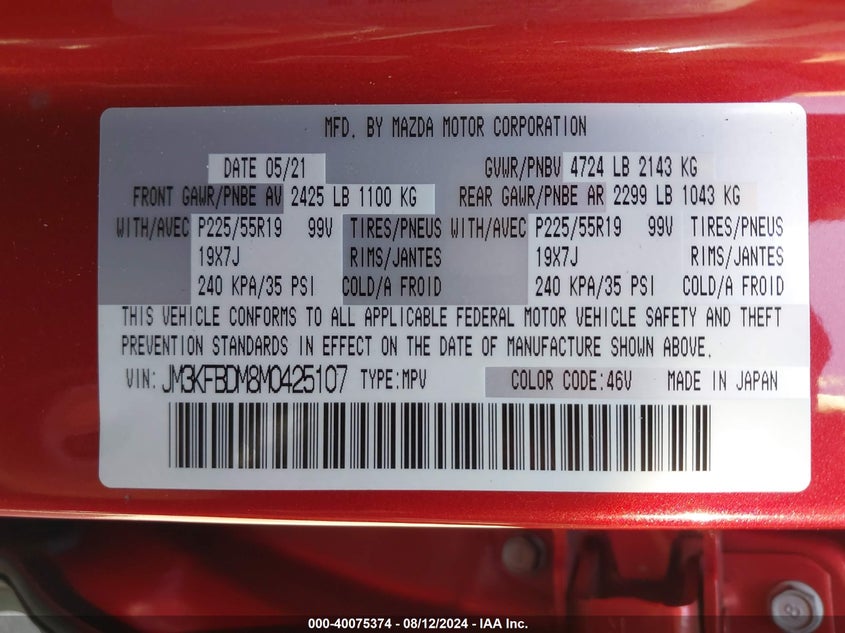 MFD. BY MAZDA MOTOR CORPORATION
DATE 05/21 GVWR/PNBV 4724 LB 2143 KG
FRONT GAWR/PNBE AV 2425 LB 1100 KG REAR GAWR/PNBE AR 2299 LB 1043 KG
WITH/AVEC P225/55R19 99V TIRES/PNEUS WITH/AVEC P225/55R19 99V TIRES/PNEUS
19X7J RIMS/JANTES 19X7J RIMS/JANTES
240 KPA/35 PSI COLD/A FROID 240 KPA/35 PSI COLD/A FROID
THIS VEHICLE CONFORMS TO ALL APPLICABLE FEDERAL MOTOR VEHICLE SAFETY AND THEFT
PREVENTION STANDARDS IN EFFECT ON THE DATE OF MANUFACTURE SHOWN ABOVE.
VIN: JM3KFBDM8M0425107 TYPE:MPV COLOR CODE:46V MADE IN JAPAN
8
000-40075374 - 08/12/2024 - IAA Inc.